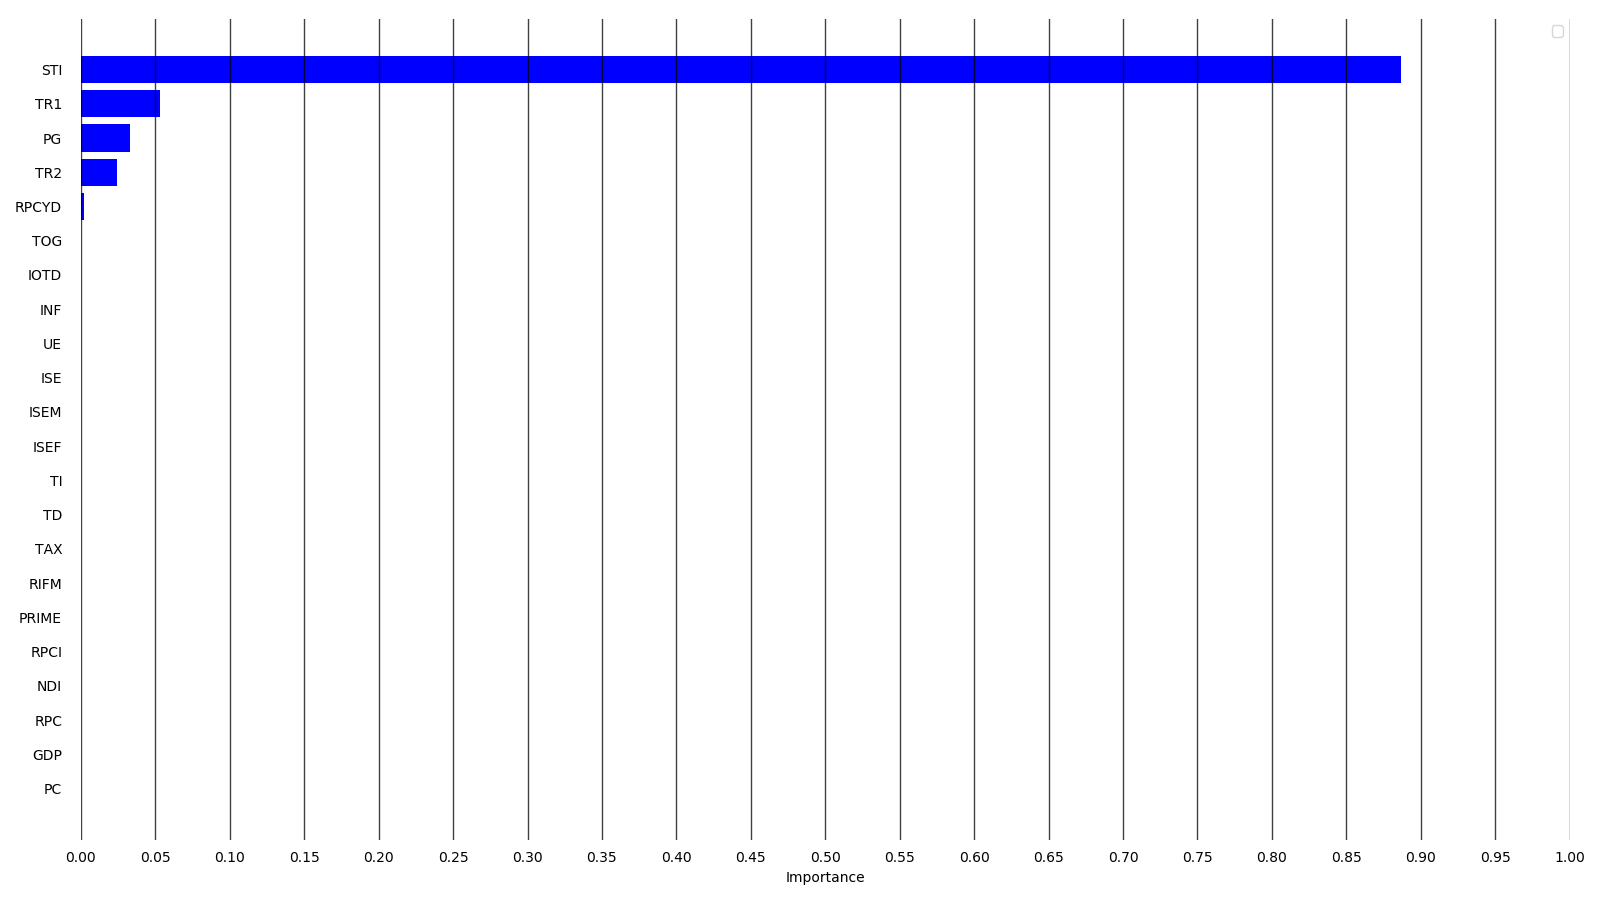 STI
TR1
PG
TR2
RPCYD
TOG
IOTD
INF
UE
ISE
ISEM
ISEF
TI
TD
TAX
RIFM
PRIME
RPCI
NDI
RPC
GDP
PC
0.00 0.05 0.10 0.15 0.20 0.25 0.30 0.35 0.40 0.45 0.50 0.55 0.60 0.65 0.70 0.75 0.80 0.85 0.90 0.95 1.00
Importance